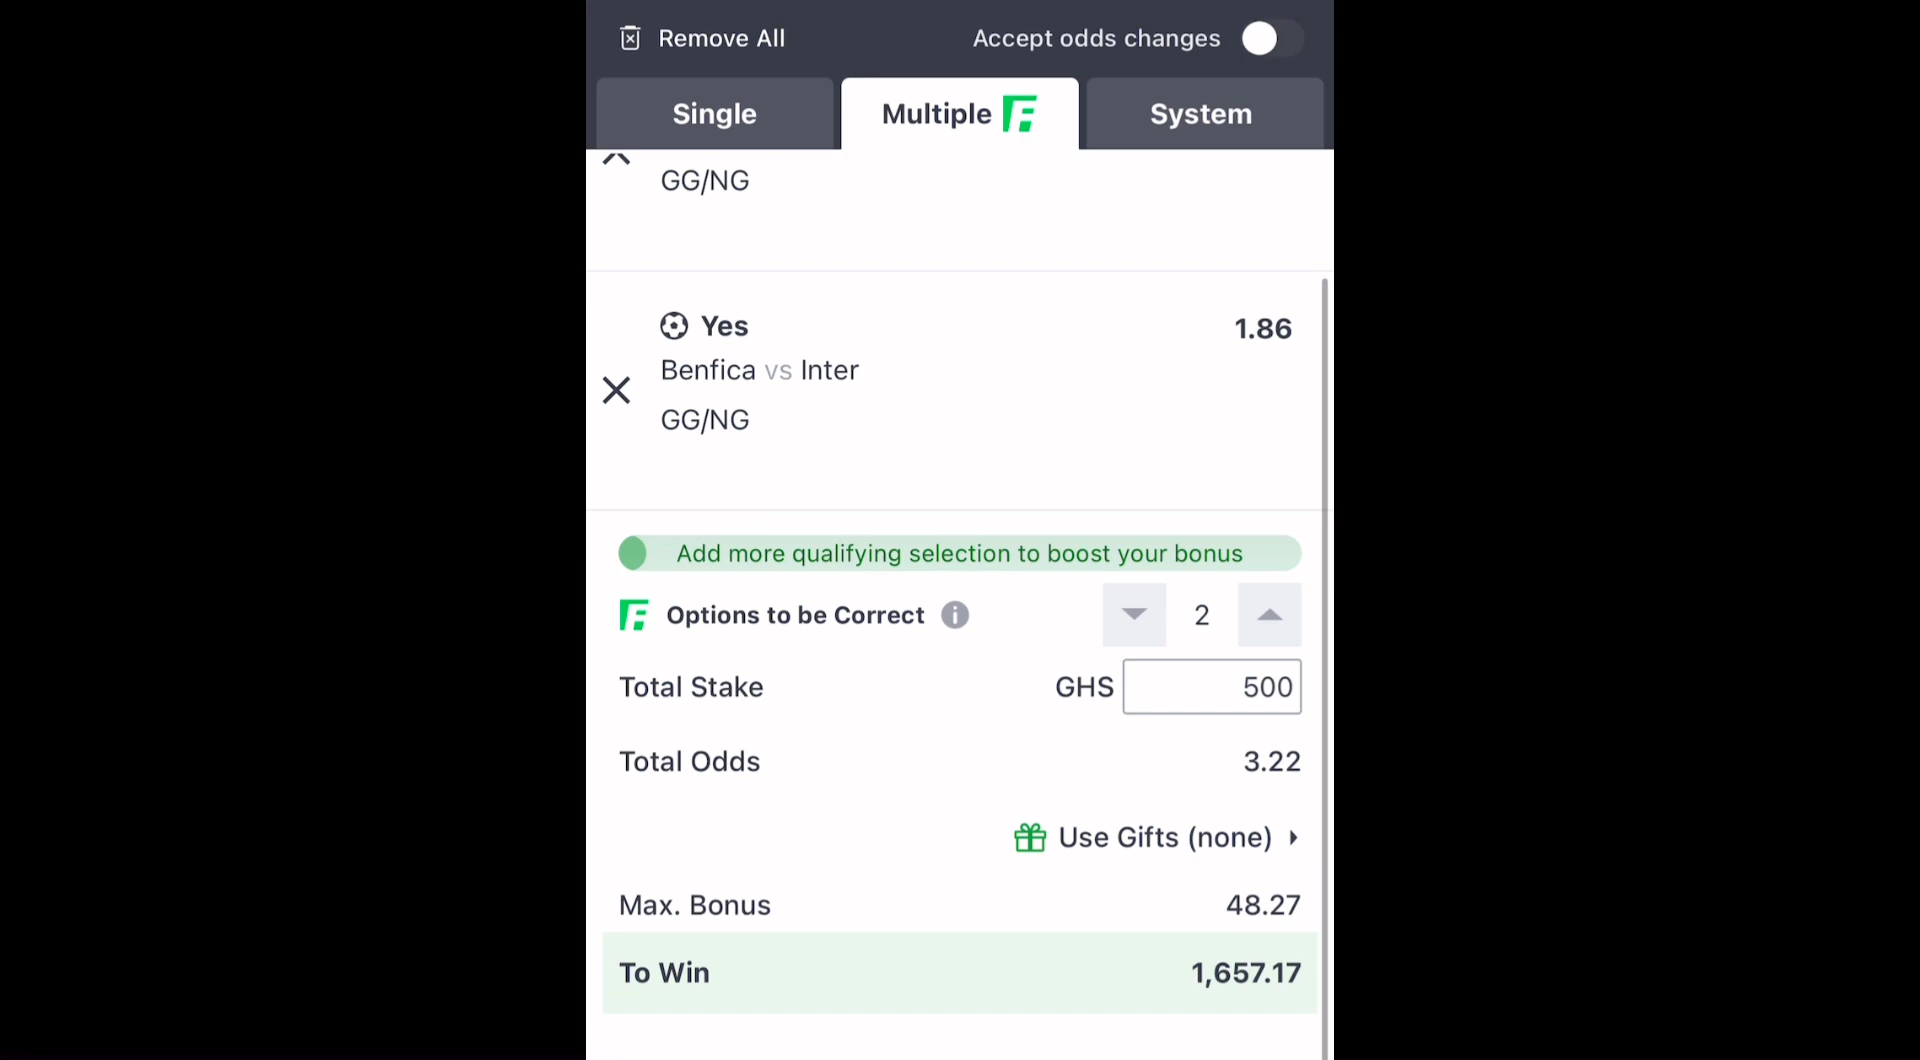 Remove All
Accept odds changes
Single
Multiple
System
GG/NG
Yes
1.86
Benfica vs Inter
GG/NG
Add more qualifying selection to boost your bonus
Options to be Correct
2
Total Stake
GHS 500
Total Odds
3.22
Use Gifts (none)
Max. Bonus
48.27
To Win
1,657.17